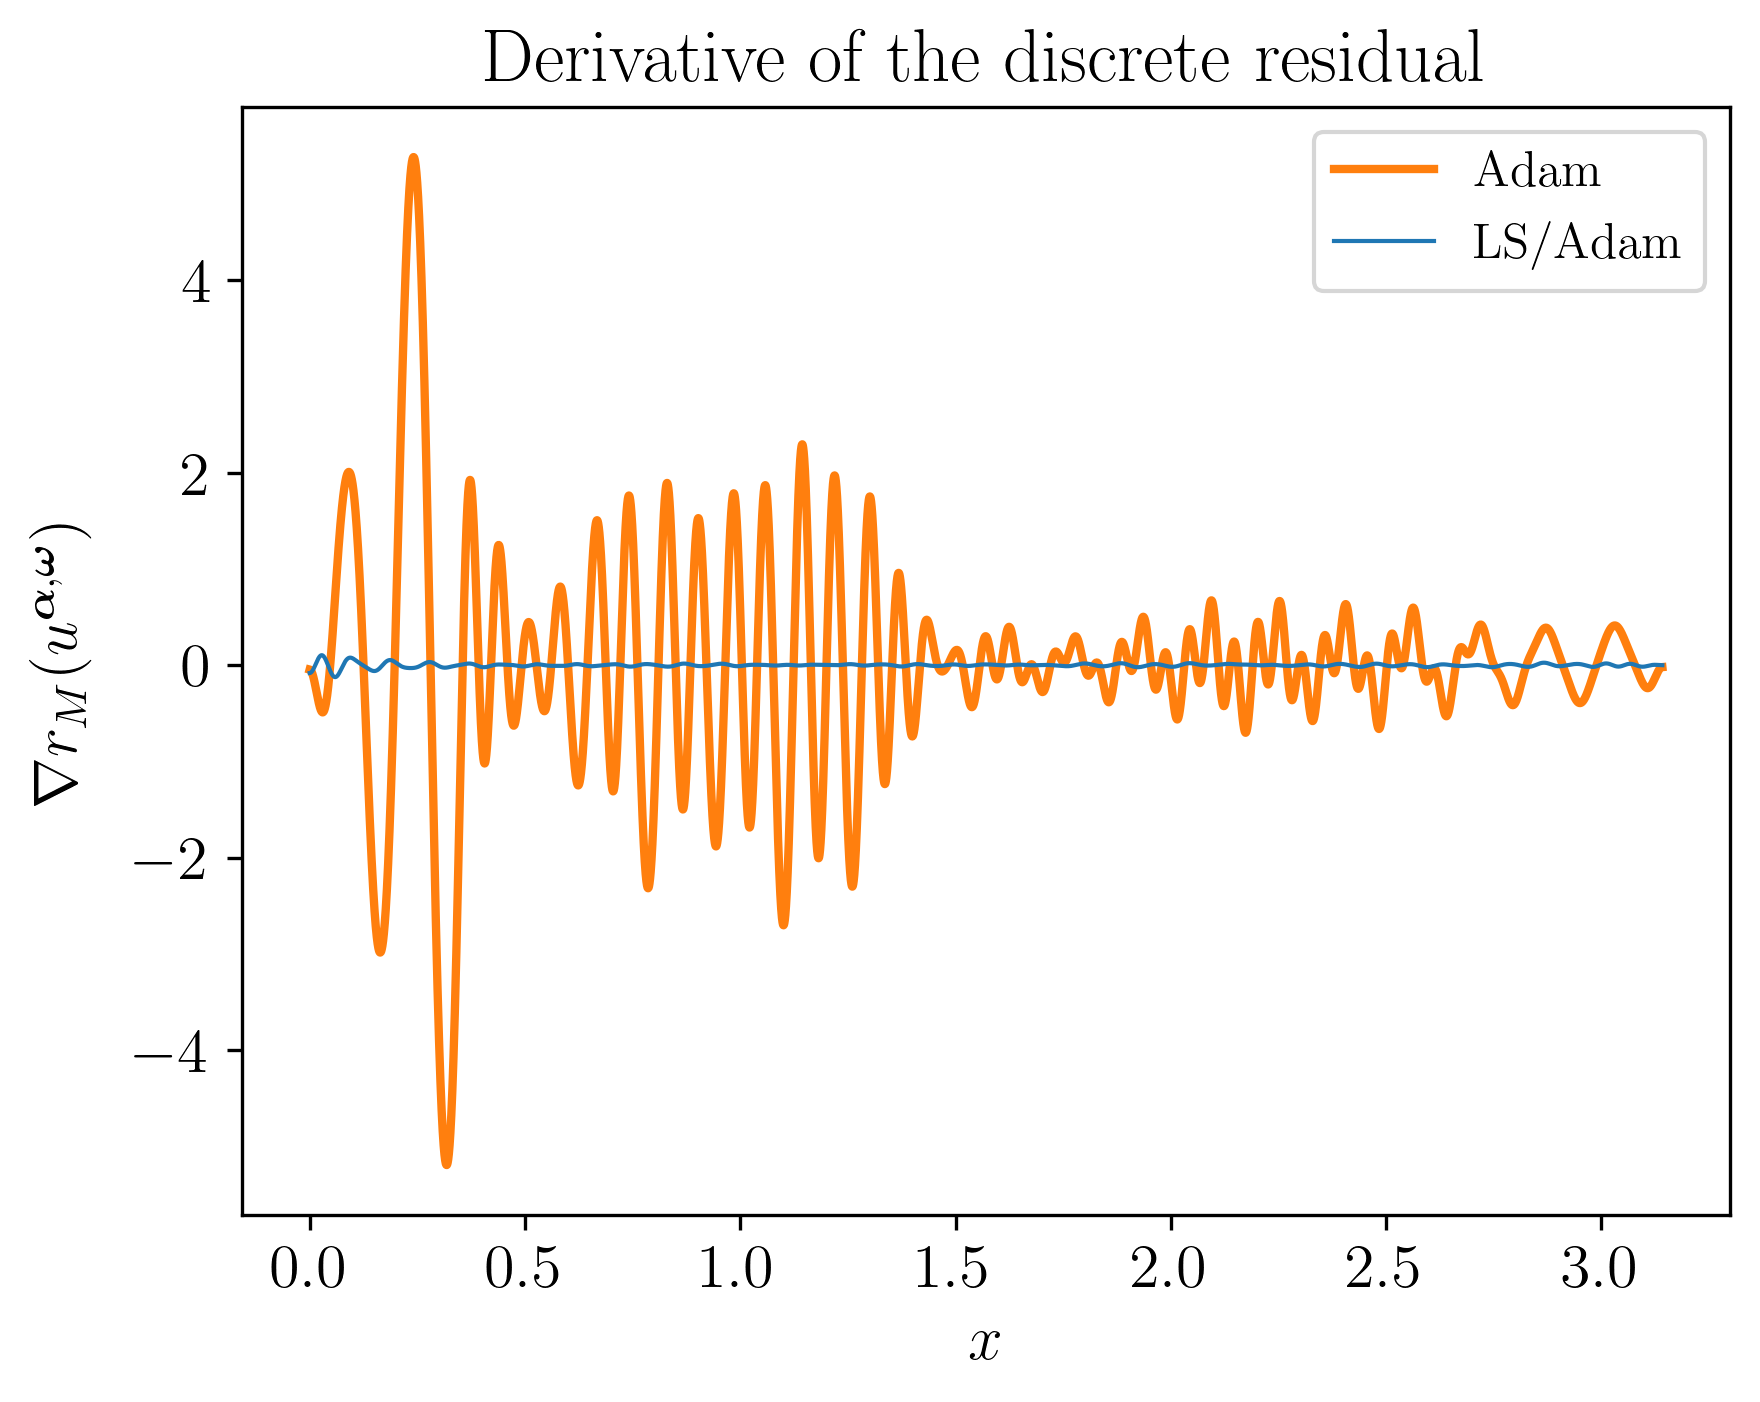 Derivative of the discrete residual
Adam
LS/Adam
∇r_M(u^{α,ω})
4
2
0
−2
−4
0.0 0.5 1.0 1.5 2.0 2.5 3.0
x